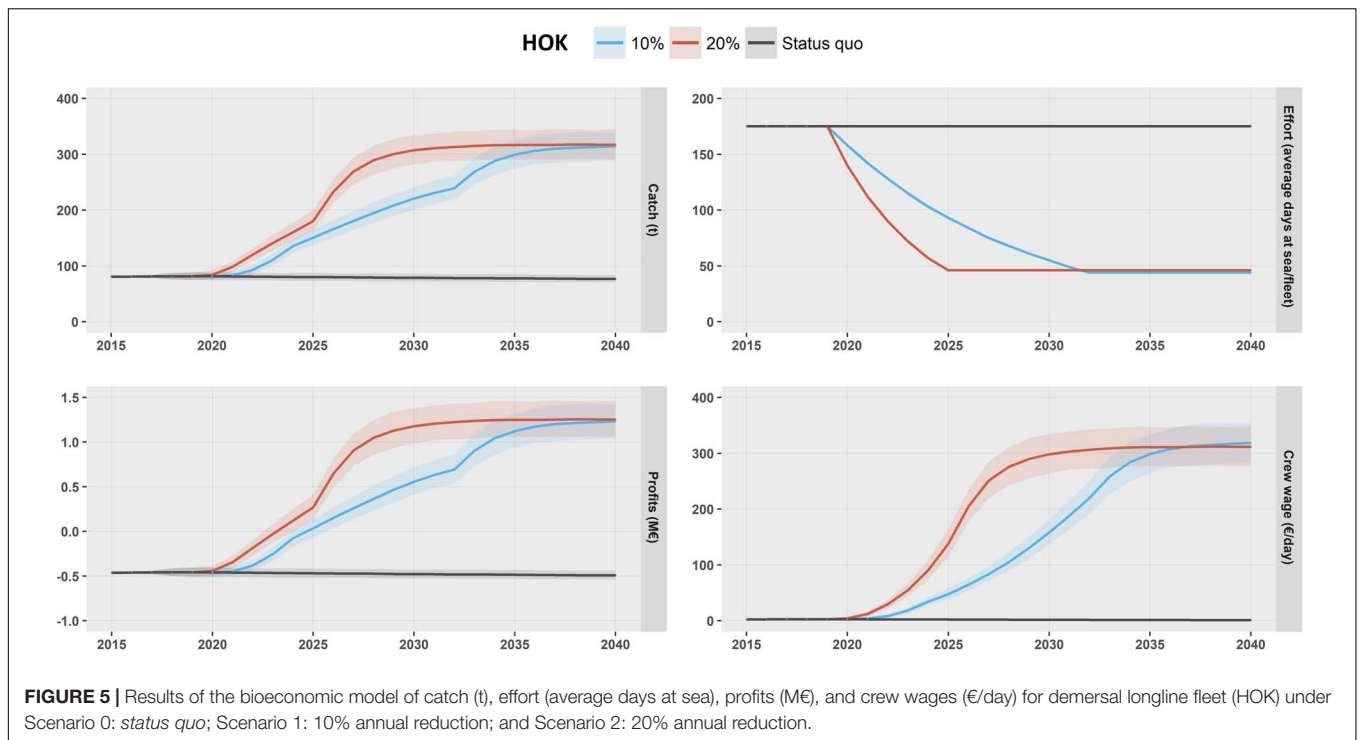 HOK 10% 20% Status quo
400
300
200
100
0
2015 2020 2025 2030 2035 2040
Catch (t)
200
150
100
50
0
2015 2020 2025 2030 2035 2040
Effort (average days at sea/fleet)
1.5
1.0
0.5
0.0
-0.5
-1.0
2015 2020 2025 2030 2035 2040
Profits (M€)
400
300
200
100
0
2015 2020 2025 2030 2035 2040
Crew wage (€/day)
FIGURE 5 | Results of the bioeconomic model of catch (t), effort (average days at sea), profits (M€), and crew wages (€/day) for demersal longline fleet (HOK) under
Scenario 0: status quo; Scenario 1: 10% annual reduction; and Scenario 2: 20% annual reduction.